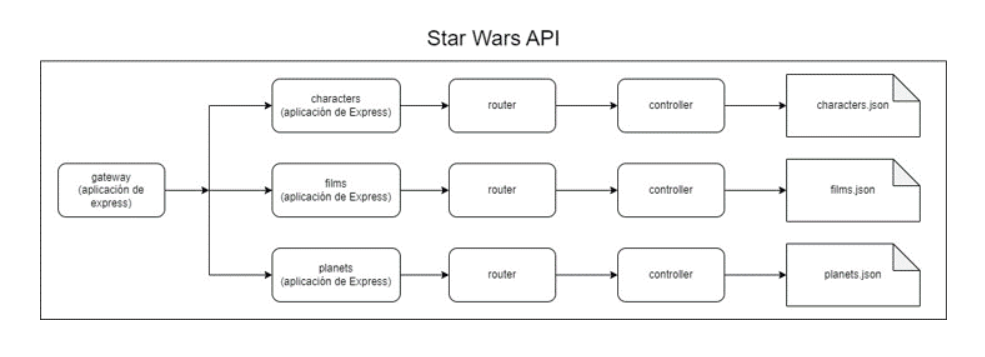 Star Wars API
characters
(aplicación de Express)
router
controller
characters.json
gateway
(aplicación de
express)
films
(aplicación de Express)
router
controller
films.json
planets
(aplicación de Express)
router
controller
planets.json